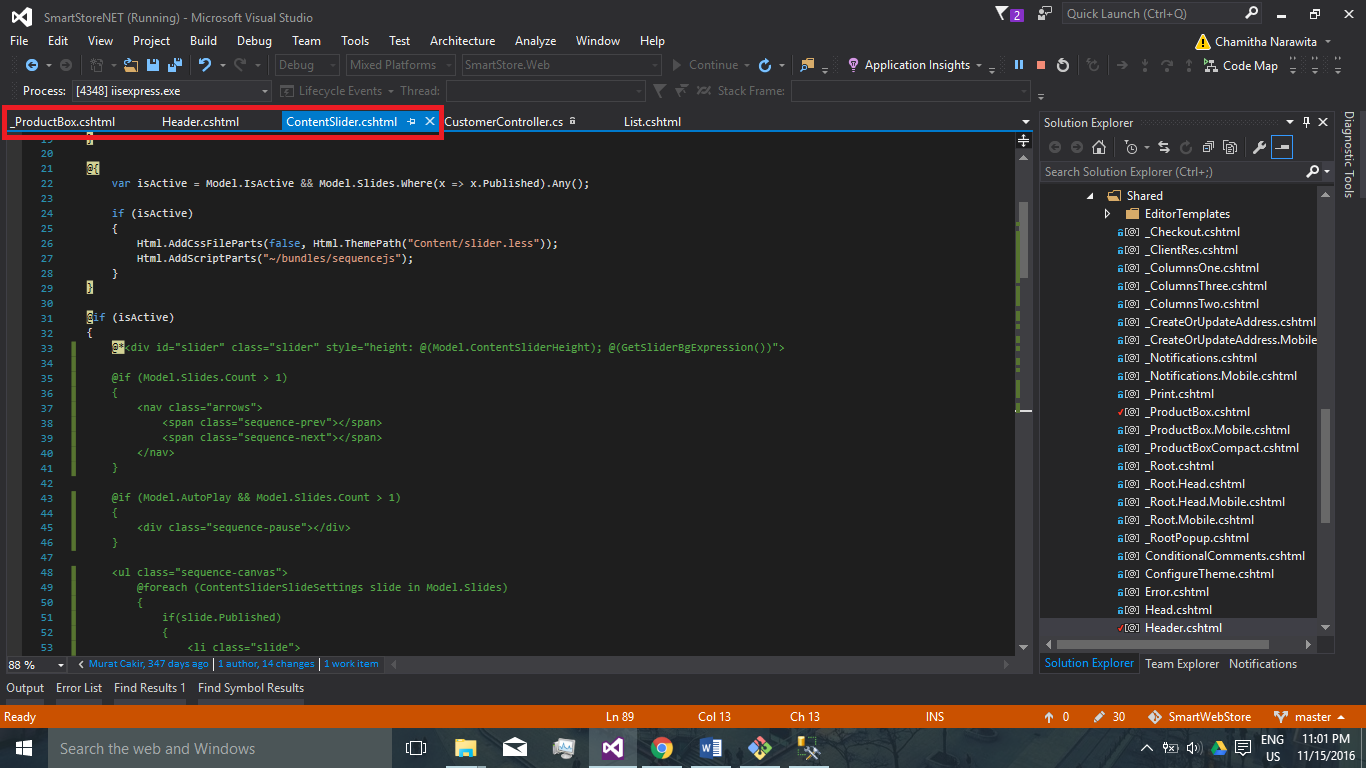 SmartStoreNET (Running) - Microsoft Visual Studio
2
Quick Launch (Ctrl+Q)
File Edit View Project Build Debug Team Tools Test Architecture Analyze Window Help
Chamitha Narawita
Debug Mixed Platforms SmartStore.Web Continue Application Insights Code Map
Process: [4348] iisexpress.exe Lifecycle Events Thread: Stack Frame:
_ProductBox.cshtml Header.cshtml ContentSlider.cshtml CustomerController.cs List.cshtml
19 }
20
21 @{
22 var isActive = Model.IsActive && Model.Slides.Where(x => x.Published).Any();
23
24 if (isActive)
25 {
26 Html.AddCssFileParts(false, Html.ThemePath("Content/slider.less"));
27 Html.AddScriptParts("~/bundles/sequencejs");
28 }
29 }
30
31 @if (isActive)
32 {
33 @*<div id="slider" class="slider" style="height: @(Model.ContentSliderHeight); @(GetSliderBgExpression())">
34
35 @if (Model.Slides.Count > 1)
36 {
37 <nav class="arrows">
38 <span class="sequence-prev"></span>
39 <span class="sequence-next"></span>
40 </nav>
41 }
42
43 @if (Model.AutoPlay && Model.Slides.Count > 1)
44 {
45 <div class="sequence-pause"></div>
46 }
47
48 <ul class="sequence-canvas">
49 @foreach (ContentSliderSlideSettings slide in Model.Slides)
50 {
51 if(slide.Published)
52 {
53 <li class="slide">
88 % Murat Cakir, 347 days ago | 1 author, 14 changes | 1 work item
Solution Explorer
Search Solution Explorer (Ctrl+;)
Shared
EditorTemplates
_Checkout.cshtml
_ClientRes.cshtml
_ColumnsOne.cshtml
_ColumnsThree.cshtml
_ColumnsTwo.cshtml
_CreateOrUpdateAddress.cshtml
_CreateOrUpdateAddress.Mobile
_Notifications.cshtml
_Notifications.Mobile.cshtml
_Print.cshtml
_ProductBox.cshtml
_ProductBox.Mobile.cshtml
_ProductBoxCompact.cshtml
_Root.cshtml
_Root.Head.cshtml
_Root.Head.Mobile.cshtml
_Root.Mobile.cshtml
_RootPopup.cshtml
ConditionalComments.cshtml
ConfigureTheme.cshtml
Error.cshtml
Head.cshtml
Header.cshtml
Solution Explorer Team Explorer Notifications
Diagnostic Tools
Output Error List Find Results 1 Find Symbol Results
Ready Ln 89 Col 13 Ch 13 INS 0 30 SmartWebStore master
Search the web and Windows
ENG
US
11:01 PM
11/15/2016